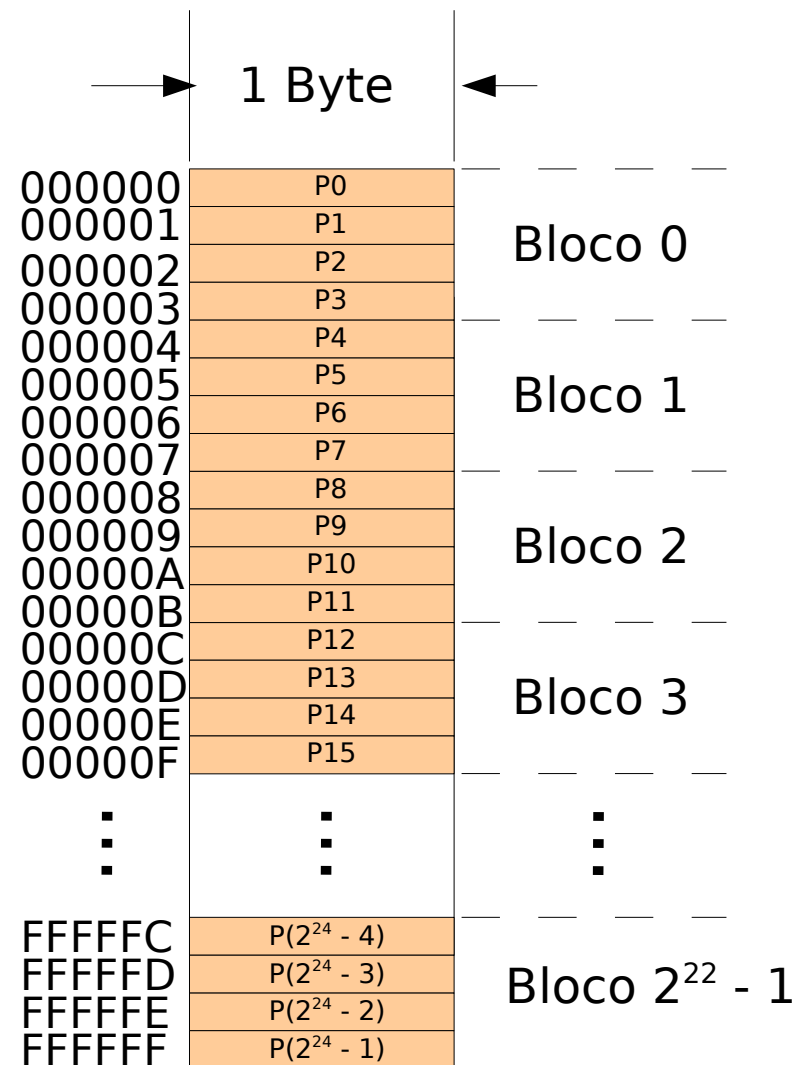 1 Byte
000000 P0
000001 P1
Bloco 0
000002 P2
000003 P3
000004 P4
000005 P5
Bloco 1
000006 P6
000007 P7
000008 P8
000009 P9
Bloco 2
00000A P10
00000B P11
00000C P12
00000D P13
Bloco 3
00000E P14
00000F P15
FFFFFC P(2²⁴ - 4)
FFFFFD P(2²⁴ - 3)
Bloco 2²² - 1
FFFFFE P(2²⁴ - 2)
FFFFFF P(2²⁴ - 1)